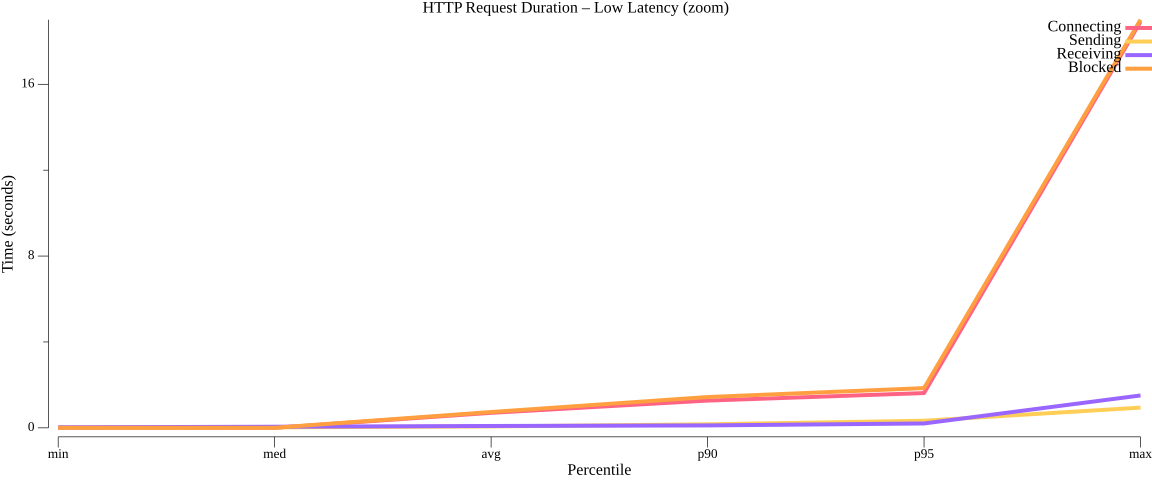 HTTP Request Duration – Low Latency (zoom)
Connecting
Sending
Receiving
Blocked
16
8
0
Time (seconds)
min med avg p90 p95 max
Percentile